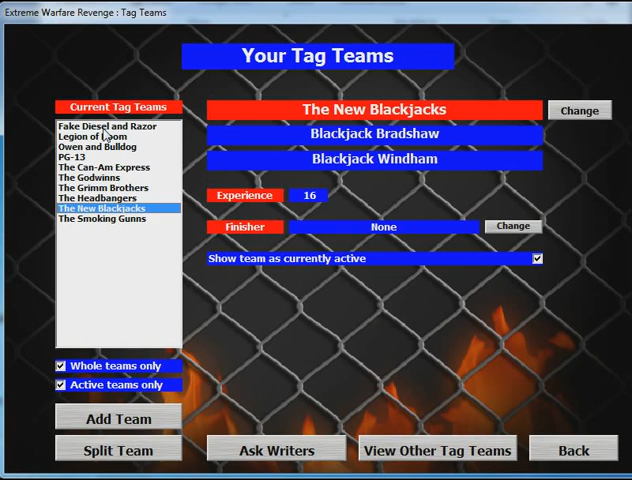 Extreme Warfare Revenge : Tag Teams
Your Tag Teams
Current Tag Teams
Fake Diesel and Razor
Legion of Doom
Owen and Bulldog
PG-13
The Can-Am Express
The Godwinns
The Grimm Brothers
The Headbangers
The New Blackjacks
The Smoking Gunns
The New Blackjacks
Change
Blackjack Bradshaw
Blackjack Windham
Experience 16
Finisher None Change
Show team as currently active
Whole teams only
Active teams only
Add Team
Split Team
Ask Writers
View Other Tag Teams
Back